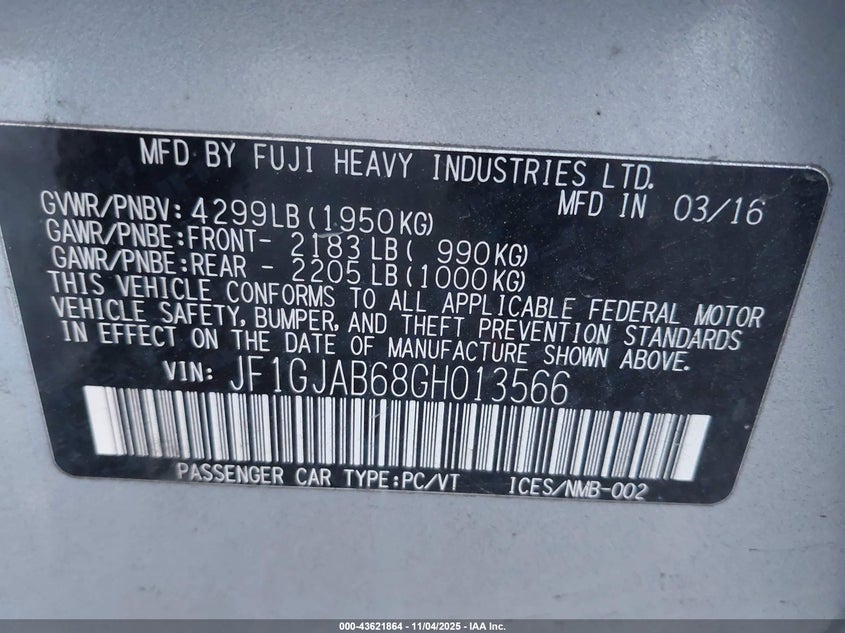 MFD BY FUJI HEAVY INDUSTRIES LTD.
MFD IN 03/16
GVWR/PNBV: 4299LB(1950KG)
GAWR/PNBE:FRONT- 2183LB( 990KG)
GAWR/PNBE:REAR - 2205LB(1000KG)
THIS VEHICLE CONFORMS TO ALL APPLICABLE FEDERAL MOTOR
VEHICLE SAFETY, BUMPER, AND THEFT PREVENTION STANDARDS
IN EFFECT ON THE DATE OF MANUFACTURE SHOWN ABOVE.
VIN: JF1GJAB68GH013566
PASSENGER CAR TYPE:PC/VT ICES/NMB-002
000-43621864 - 11/04/2025 - IAA Inc.